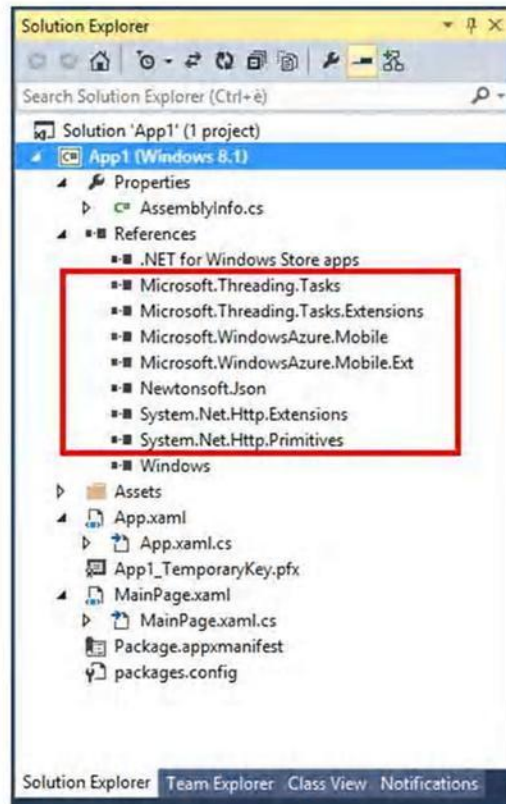 Solution Explorer
Search Solution Explorer (Ctrl+è)
Solution 'App1' (1 project)
C# App1 (Windows 8.1)
Properties
C# AssemblyInfo.cs
References
.NET for Windows Store apps
Microsoft.Threading.Tasks
Microsoft.Threading.Tasks.Extensions
Microsoft.WindowsAzure.Mobile
Microsoft.WindowsAzure.Mobile.Ext
Newtonsoft.Json
System.Net.Http.Extensions
System.Net.Http.Primitives
Windows
Assets
App.xaml
App.xaml.cs
App1_TemporaryKey.pfx
MainPage.xaml
MainPage.xaml.cs
Package.appxmanifest
packages.config
Solution Explorer Team Explorer Class View Notifications